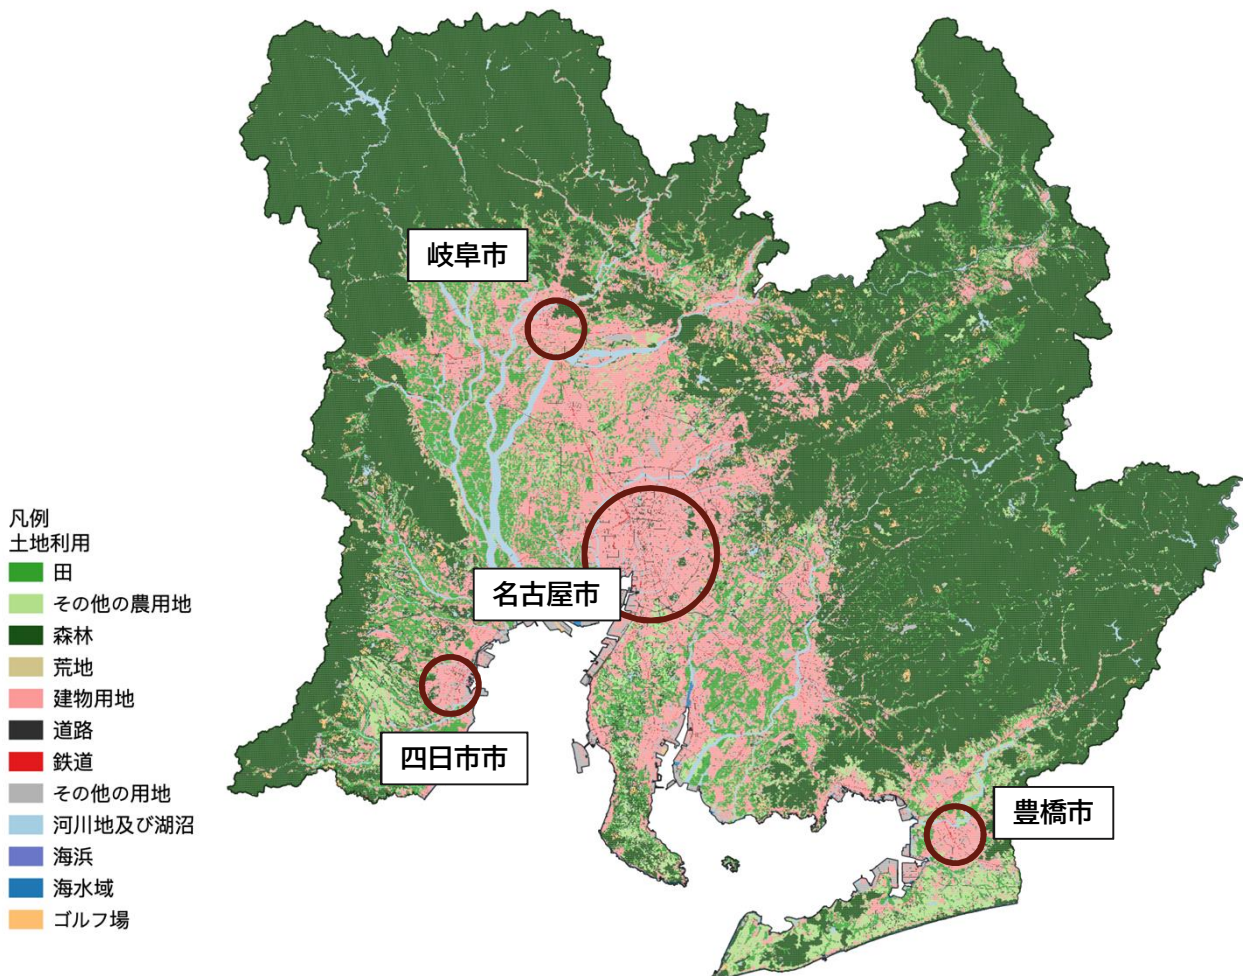 岐阜市
名古屋市
四日市市
豊橋市
凡例
土地利用
田
その他の農用地
森林
荒地
建物用地
道路
鉄道
その他の用地
河川地及び湖沼
海浜
海水域
ゴルフ場